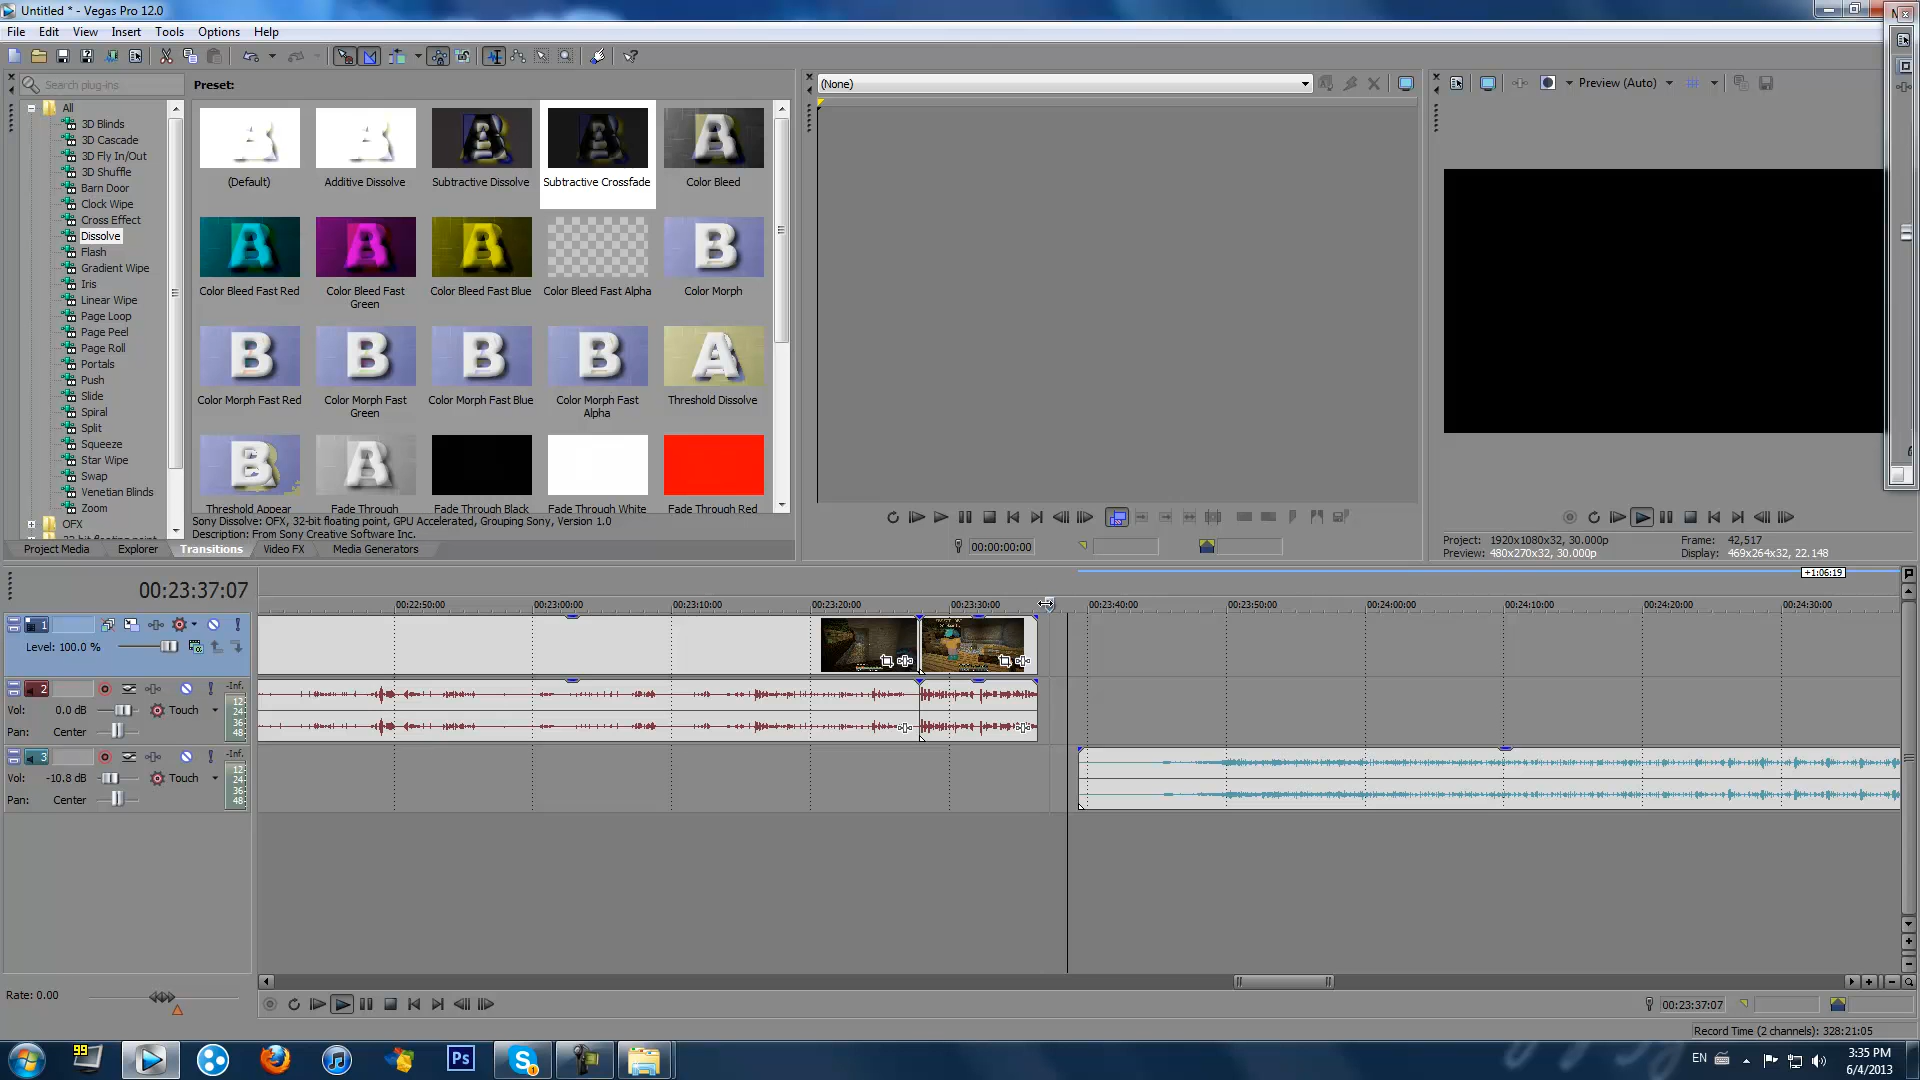 Untitled * - Vegas Pro 12.0
File Edit View Insert Tools Options Help
Search plug-ins
Preset:
(None)
Preview (Auto)
All
3D Blinds
3D Cascade
3D Fly In/Out
3D Shuffle
Barn Door
Clock Wipe
Cross Effect
Dissolve
Flash
Gradient Wipe
Iris
Linear Wipe
Page Loop
Page Peel
Page Roll
Portals
Push
Slide
Spiral
Split
Squeeze
Star Wipe
Swap
Venetian Blinds
Zoom
OFX
(Default) Additive Dissolve Subtractive Dissolve Subtractive Crossfade Color Bleed
Color Bleed Fast Red Color Bleed Fast Green Color Bleed Fast Blue Color Bleed Fast Alpha Color Morph
Color Morph Fast Red Color Morph Fast Green Color Morph Fast Blue Color Morph Fast Alpha Threshold Dissolve
Threshold Appear Fade Through Fade Through Black Fade Through White Fade Through Red
Sony Dissolve: OFX, 32-bit floating point, GPU Accelerated, Grouping Sony, Version 1.0
Description: From Sony Creative Software Inc.
Project Media Explorer Transitions Video FX Media Generators
00:00:00:00
Project: 1920x1080x32, 30.000p Frame: 42,517
Preview: 480x270x32, 30.000p Display: 469x264x32, 22.148
+1:06:19
00:23:37:07
00:22:50:00 00:23:00:00 00:23:10:00 00:23:20:00 00:23:30:00 00:23:40:00 00:23:50:00 00:24:00:00 00:24:10:00 00:24:20:00 00:24:30:00
1
Level: 100.0 %
2
-Inf.
Vol: 0.0 dB Touch
Pan: Center
12
24
36
48
3
-Inf.
Vol: -10.8 dB Touch
Pan: Center
12
24
36
48
Rate: 0.00
00:23:37:07
Record Time (2 channels): 328:21:05
99
Ps
EN
3:35 PM
6/4/2013